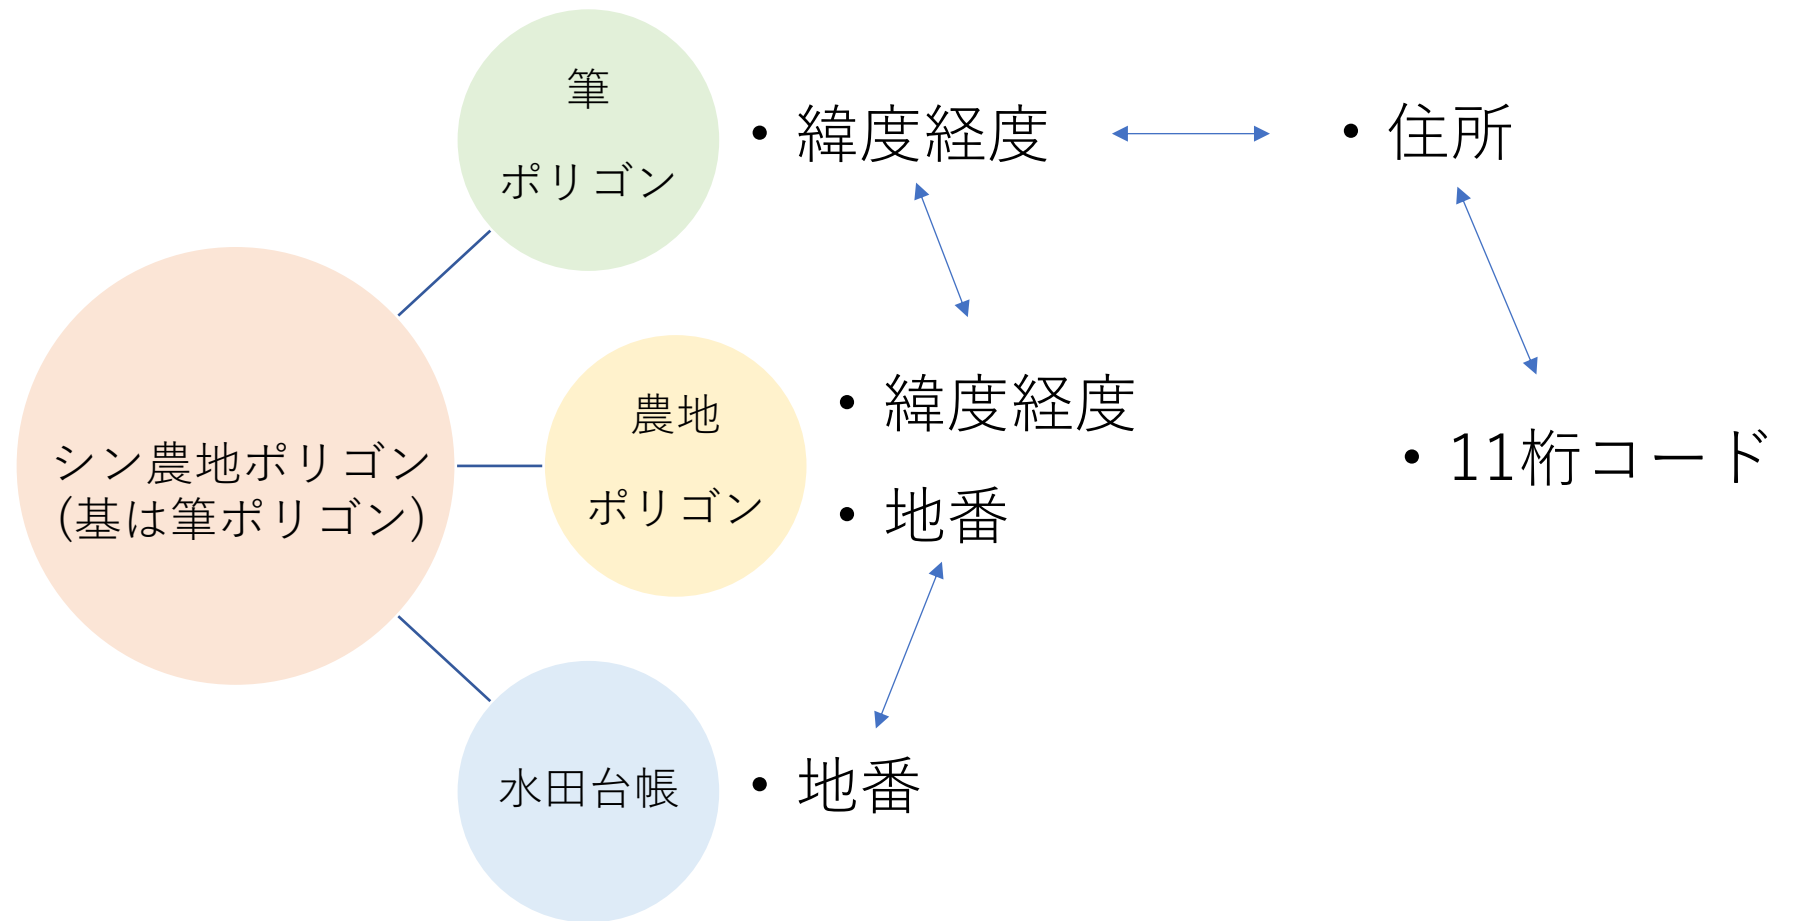 筆
ポリゴン
• 緯度経度
• 住所
シン農地ポリゴン
(基は筆ポリゴン)
農地
ポリゴン
• 緯度経度
• 地番
• 11桁コード
水田台帳
• 地番